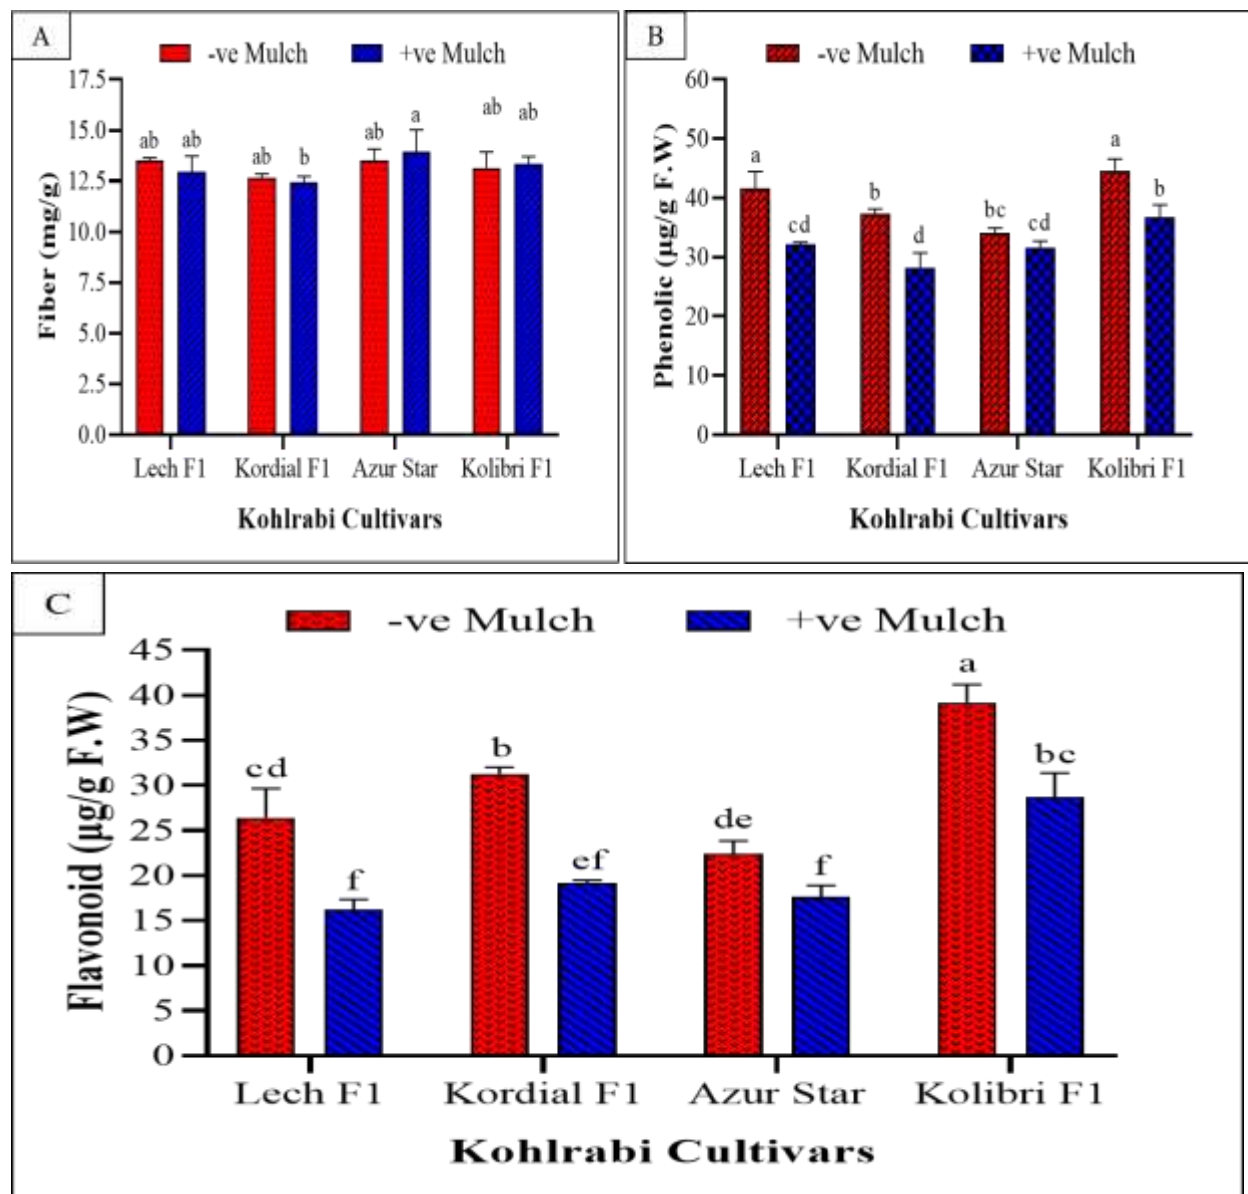 A
-ve Mulch +ve Mulch
Fiber (mg/g)
17.5
15.0
12.5
10.0
7.5
5.0
2.5
0.0
ab ab ab b ab a ab ab
Lech F1 Kordial F1 Azur Star Kolibri F1
Kohlrabi Cultivars
B
-ve Mulch +ve Mulch
Phenolic (µg/g F.W)
60
50
40
30
20
10
0
a cd b d bc cd a b
Lech F1 Kordial F1 Azur Star Kolibri F1
Kohlrabi Cultivars
C
-ve Mulch +ve Mulch
Flavonoid (µg/g F.W)
45
40
35
30
25
20
15
10
5
0
cd f b ef de f a bc
Lech F1 Kordial F1 Azur Star Kolibri F1
Kohlrabi Cultivars